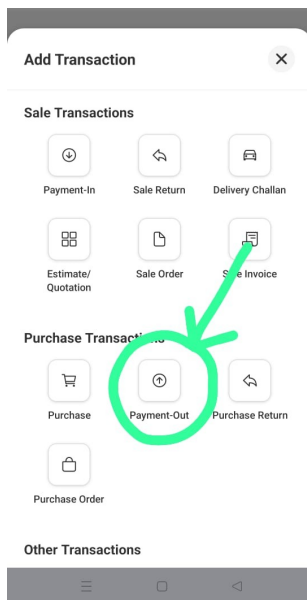 Add Transaction
Sale Transactions
Payment-In
Sale Return
Delivery Challan
Estimate/
Quotation
Sale Order
Sale Invoice
Purchase Transactions
Purchase
Payment-Out
Purchase Return
Purchase Order
Other Transactions